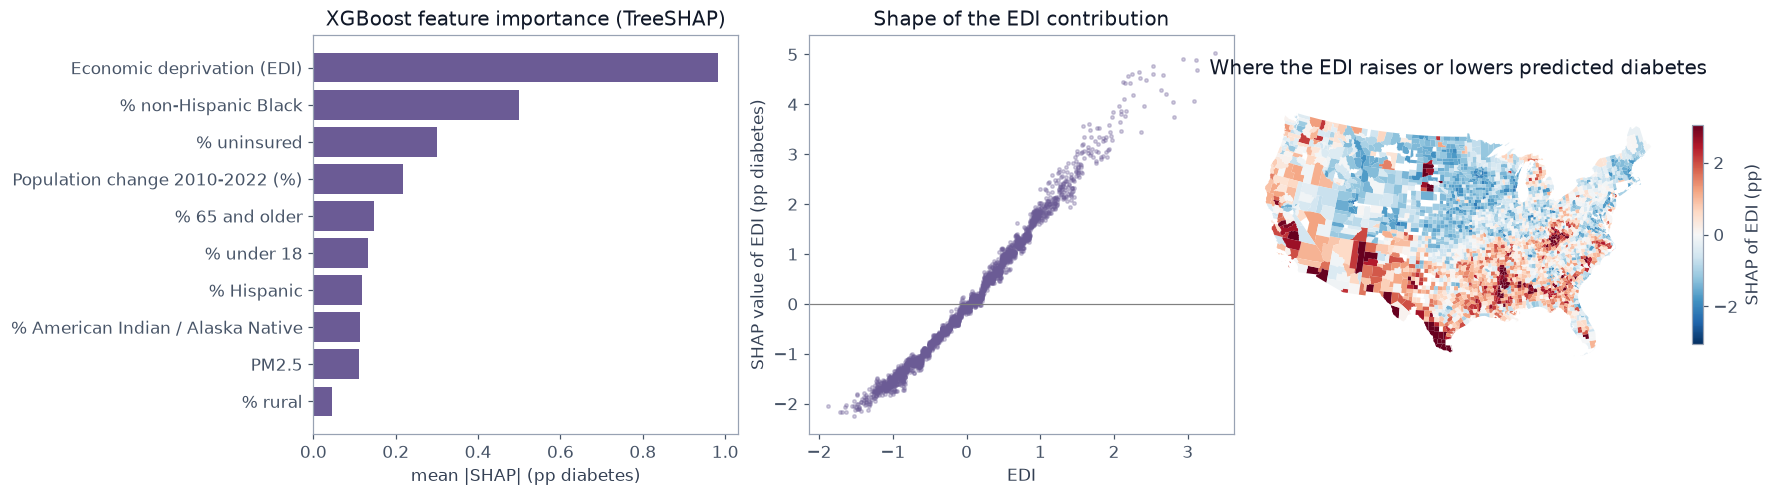 XGBoost feature importance (TreeSHAP)
Economic deprivation (EDI)
% non-Hispanic Black
% uninsured
Population change 2010-2022 (%)
% 65 and older
% under 18
% Hispanic
% American Indian / Alaska Native
PM2.5
% rural
0.0 0.2 0.4 0.6 0.8 1.0
mean |SHAP| (pp diabetes)
Shape of the EDI contribution
SHAP value of EDI (pp diabetes)
5
4
3
2
1
0
−1
−2
−2 −1 0 1 2 3
EDI
Where the EDI raises or lowers predicted diabetes
2
0
−2
SHAP of EDI (pp)